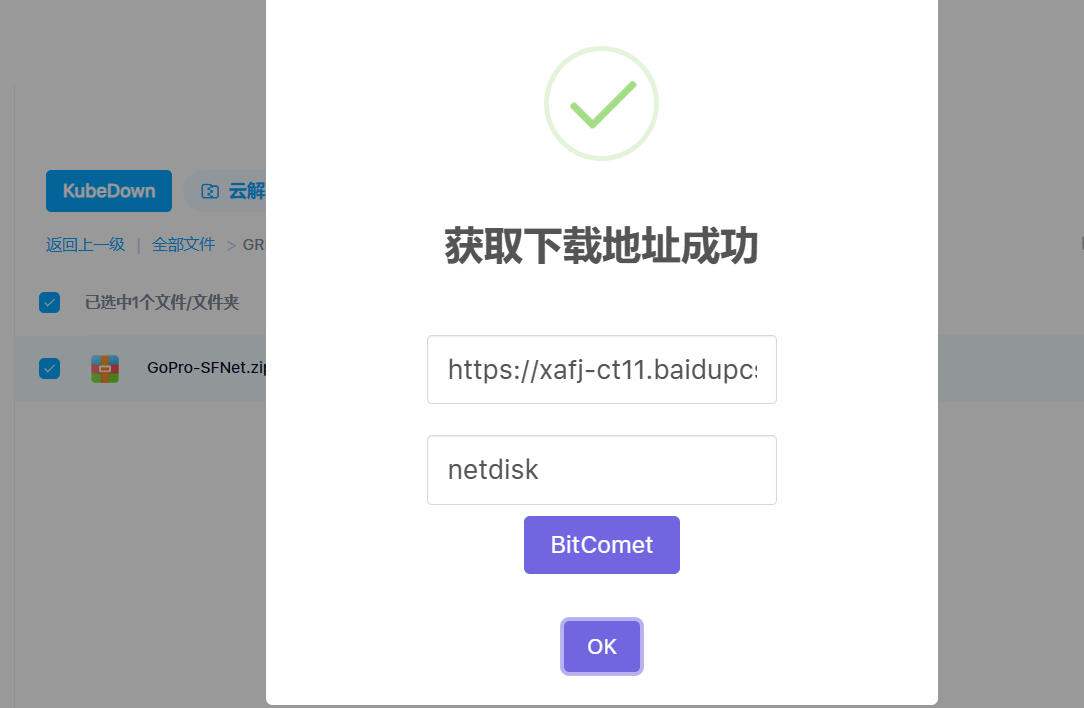 获取下载地址成功
KubeDown
云解
返回上一级 | 全部文件 > GR
已选中1个文件/文件夹
GoPro-SFNet.zip
https://xafj-ct11.baidupcs
netdisk
BitComet
OK